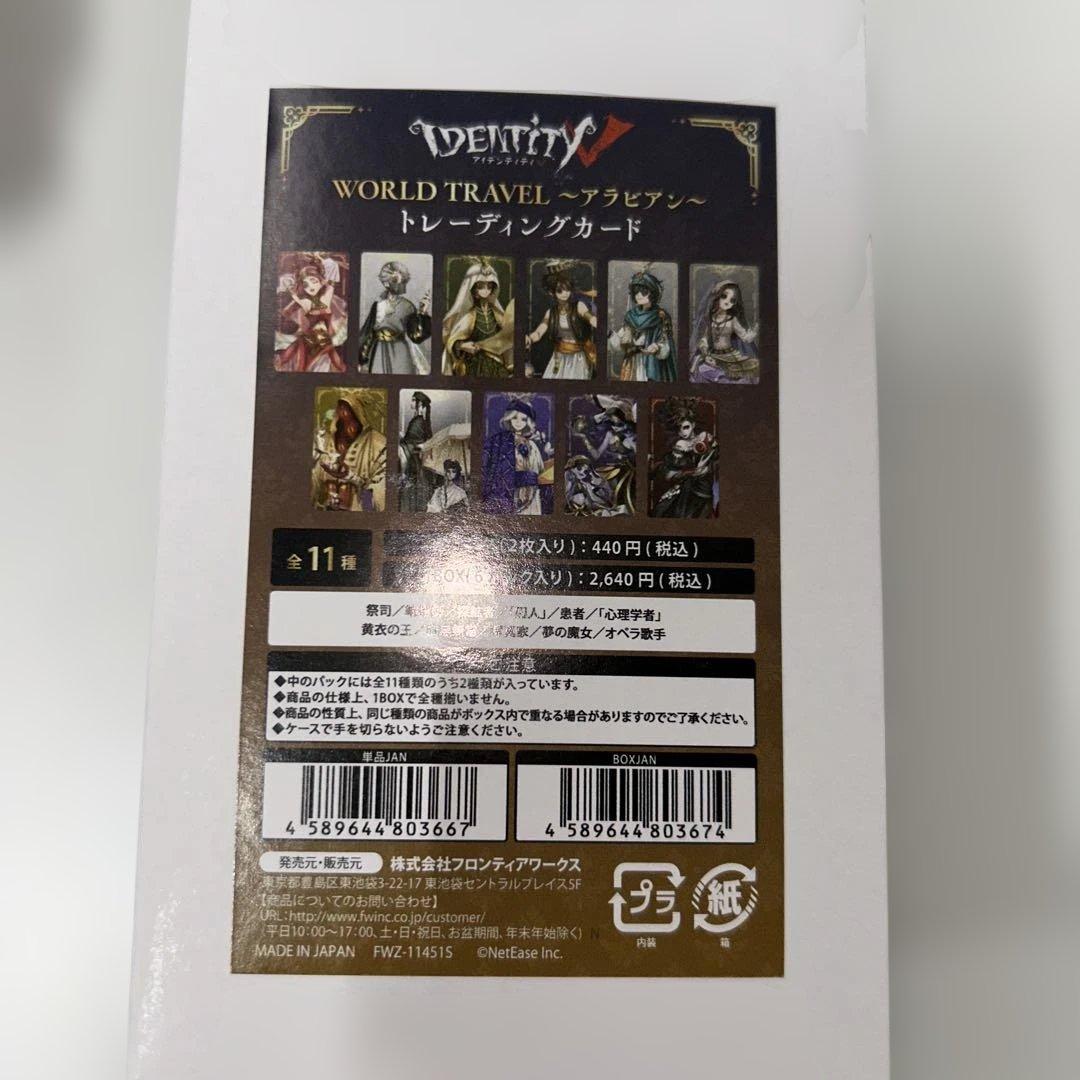 IDENTITY V
アイデンティティ
WORLD TRAVEL ～アラビアン～
トレーディングカード
全11種
(2枚入り)：440円(税込)
BOX(6 ック入り)：2,640円(税込)
祭司／ 人」／患者／「心理学者」
黄衣の王／ ／夢の魔女／オペラ歌手
注意
◆中のパックには全11種類のうち2種類が入っています。
◆商品の仕様上、1BOXで全種揃いません。
◆商品の性質上、同じ種類の商品がボックス内で重なる場合がありますのでご了承ください。
◆ケースで手を切らないようご注意ください。
単品JAN
BOXJAN
4 589644 803667
4 589644 803674
発売元・販売元 株式会社フロンティアワークス
東京都豊島区東池袋3-22-17 東池袋セントラルプレイス5F
【商品についてのお問い合わせ】
URL:http://www.fwinc.co.jp/customer/
(平日10:00～17:00、土・日・祝日、お盆期間、年末年始除く) N
MADE IN JAPAN FWZ-114515 ©NetEase Inc.
プラ
内装
紙
箱